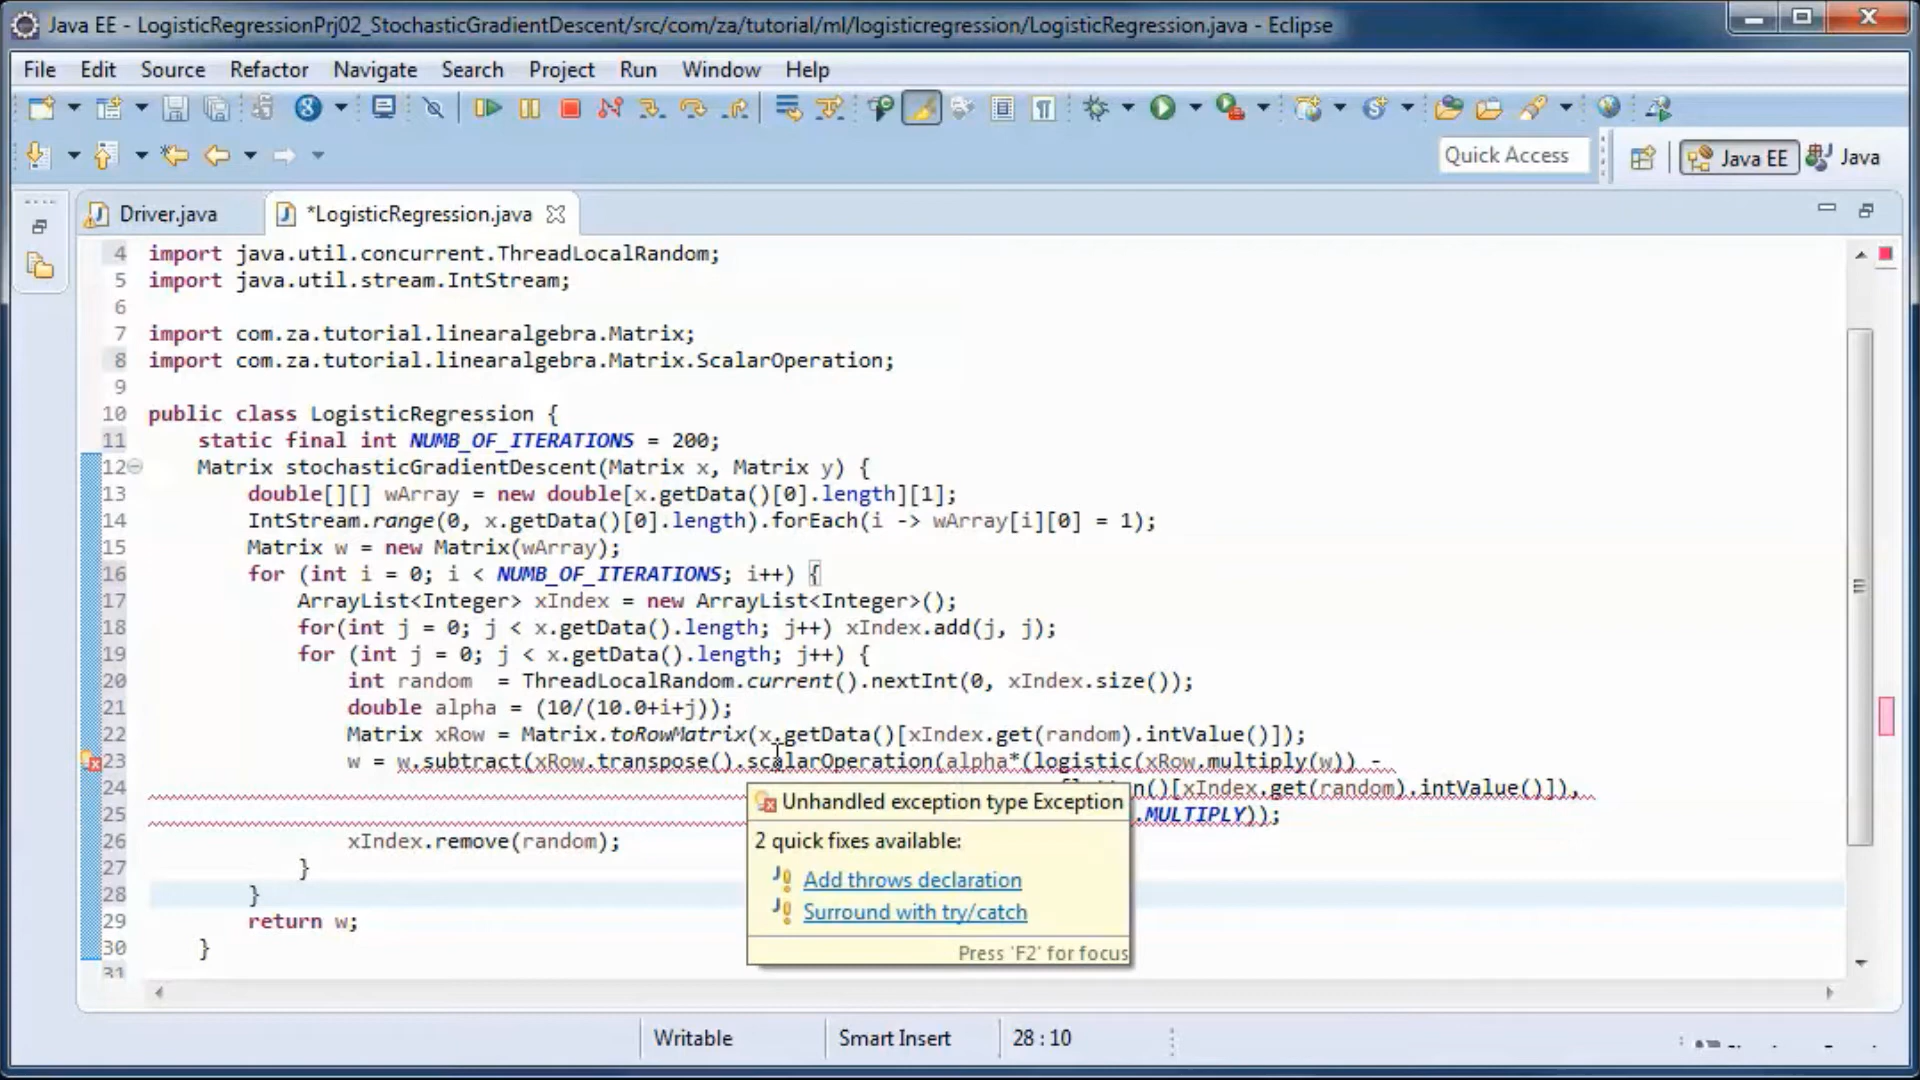 Java EE - LogisticRegressionPrj02_StochasticGradientDescent/src/com/za/tutorial/ml/logisticregression/LogisticRegression.java - Eclipse
File Edit Source Refactor Navigate Search Project Run Window Help
Quick Access Java EE Java
Driver.java *LogisticRegression.java
4 import java.util.concurrent.ThreadLocalRandom;
5 import java.util.stream.IntStream;
6
7 import com.za.tutorial.linearalgebra.Matrix;
8 import com.za.tutorial.linearalgebra.Matrix.ScalarOperation;
9
10 public class LogisticRegression {
11 static final int NUMB_OF_ITERATIONS = 200;
12 Matrix stochasticGradientDescent(Matrix x, Matrix y) {
13 double[][] wArray = new double[x.getData()[0].length][1];
14 IntStream.range(0, x.getData()[0].length).forEach(i -> wArray[i][0] = 1);
15 Matrix w = new Matrix(wArray);
16 for (int i = 0; i < NUMB_OF_ITERATIONS; i++) {
17 ArrayList<Integer> xIndex = new ArrayList<Integer>();
18 for(int j = 0; j < x.getData().length; j++) xIndex.add(j, j);
19 for (int j = 0; j < x.getData().length; j++) {
20 int random  = ThreadLocalRandom.current().nextInt(0, xIndex.size());
21 double alpha = (10/(10.0+i+j));
22 Matrix xRow = Matrix.toRowMatrix(x.getData()[xIndex.get(random).intValue()]);
23 w = w.subtract(xRow.transpose().scalarOperation(alpha*(logistic(xRow.multiply(w)) -
24 n()[xIndex.get(random).intValue()]),
25 .MULTIPLY));
26 xIndex.remove(random);
27 }
28 }
29 return w;
30 }
31
Unhandled exception type Exception
2 quick fixes available:
Add throws declaration
Surround with try/catch
Press 'F2' for focus
Writable Smart Insert 28 : 10